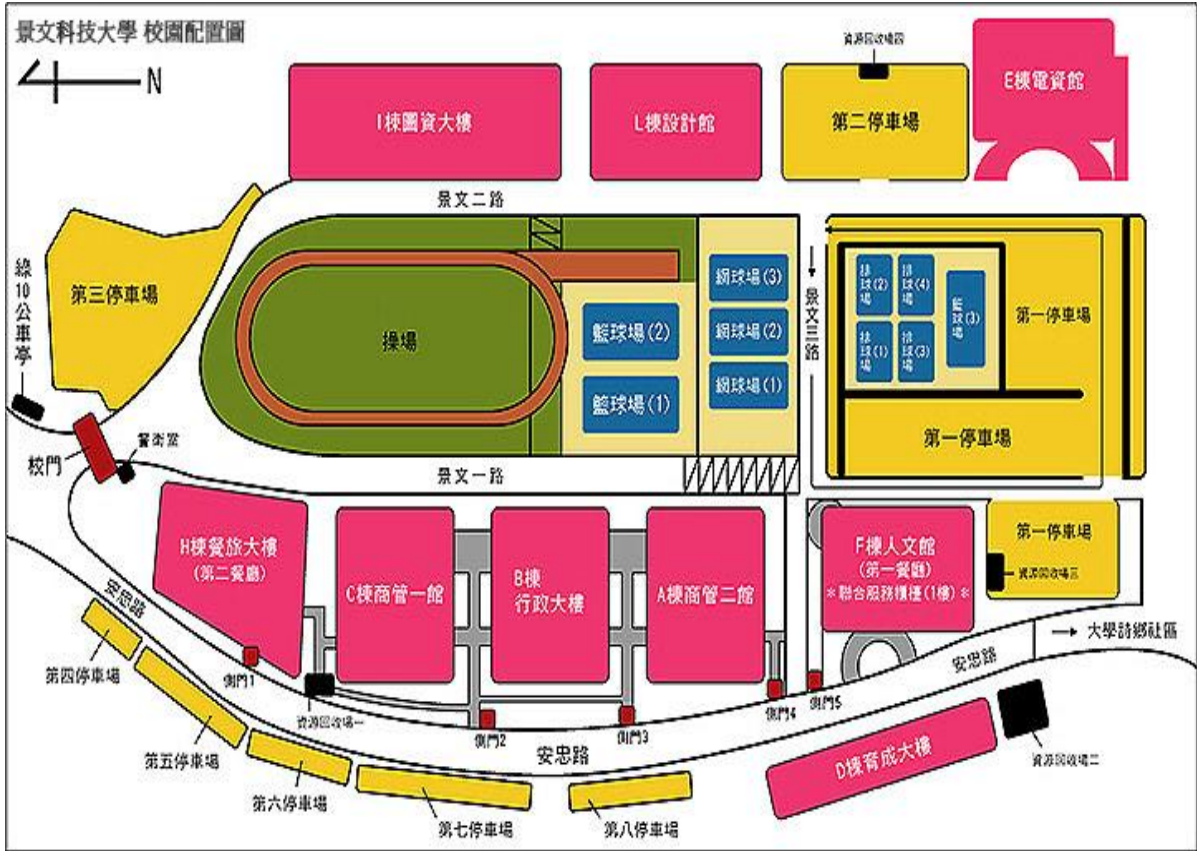 景文科技大學 校園配置圖
N
資源回收場四
E棟電資館
I棟圖資大樓
L棟設計館
第二停車場
景文二路
綠10公車亭
第三停車場
操場
籃球場(2)
籃球場(1)
網球場(3)
網球場(2)
網球場(1)
景文三路
排球(2)場
排球(4)場
籃球(3)場
排球(1)場
排球(3)場
第一停車場
第一停車場
校門
警衛室
景文一路
H棟餐旅大樓
(第二餐廳)
C棟商管一館
B棟
行政大樓
A棟商管二館
F棟人文館
(第一餐廳)
*聯合服務櫃檯(1樓)*
第一停車場
資源回收場三
安忠路
→ 大學詩鄉社區
安忠路
側門1
資源回收場一
側門2
側門3
側門4
側門5
安忠路
第四停車場
第五停車場
第六停車場
第七停車場
第八停車場
D棟育成大樓
資源回收場二